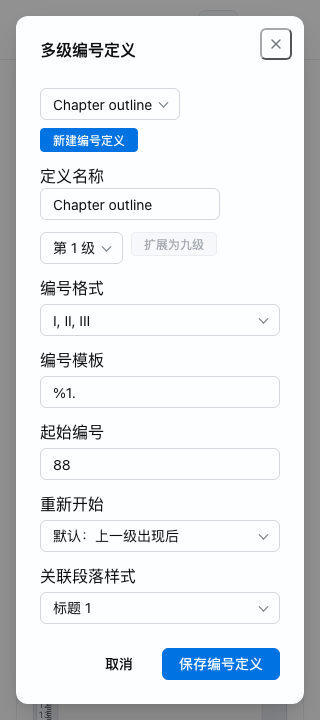 多级编号定义
Chapter outline
新建编号定义
定义名称
Chapter outline
第 1 级
扩展为九级
编号格式
I, II, III
编号模板
%1.
起始编号
88
重新开始
默认：上一级出现后
关联段落样式
标题 1
取消
保存编号定义